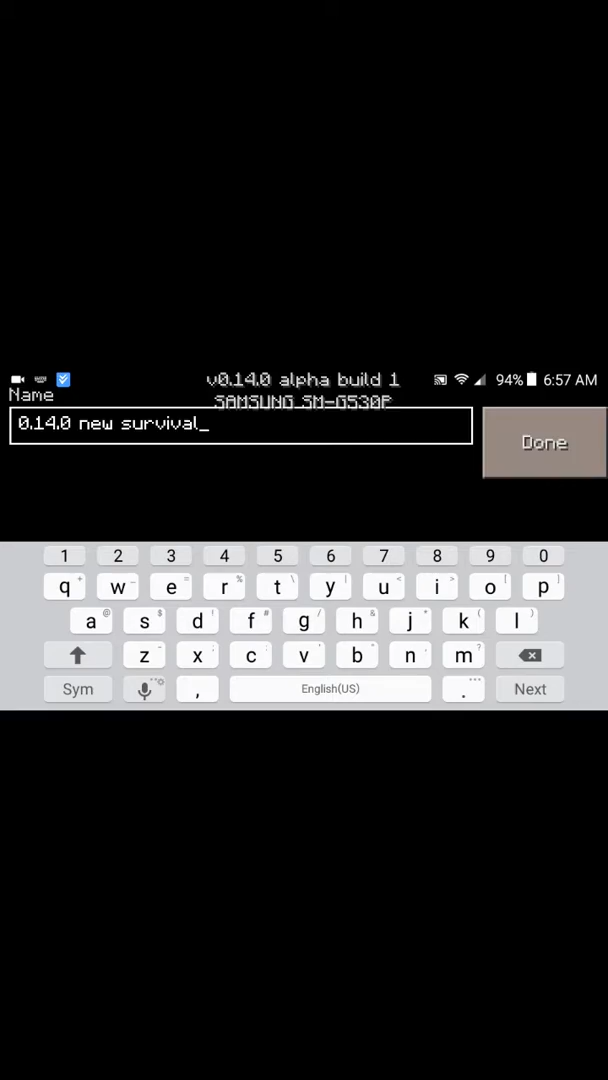 v0.14.0 alpha build 1
94% 6:57 AM
Name
SAMSUNG SM-G530P
0.14.0 new survival_
Done
1 2 3 4 5 6 7 8 9 0
q w e r t y u i o p
a s d f g h j k l
z x c v b n m
Sym , English(US) . Next